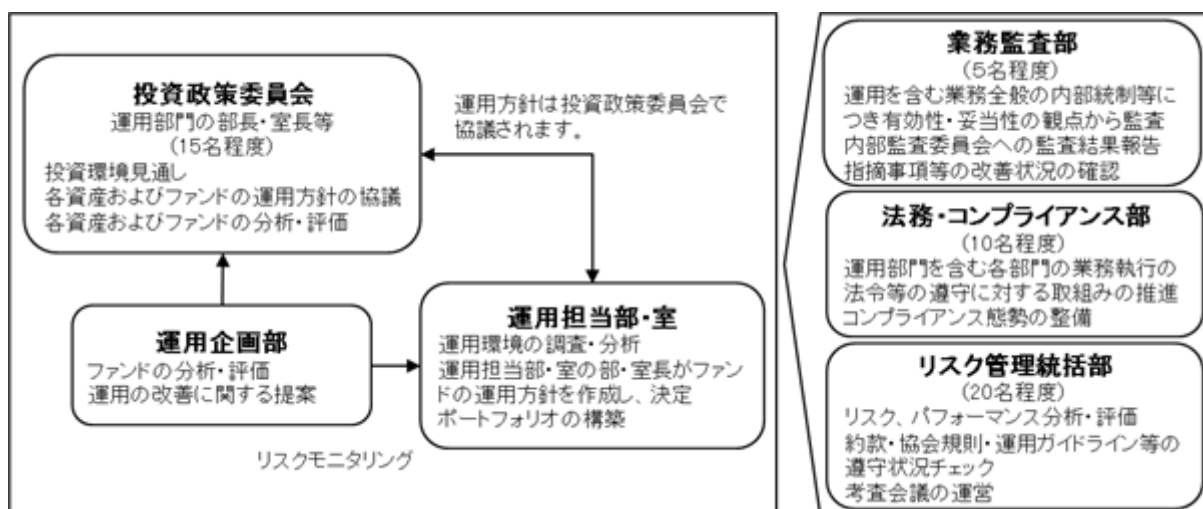 投資政策委員会
運用部門の部長・室長等
(15名程度)
投資環境見通し
各資産およびファンドの運用方針の協議
各資産およびファンドの分析・評価
運用方針は投資政策委員会で
協議されます。
運用企画部
ファンドの分析・評価
運用の改善に関する提案
運用担当部・室
運用環境の調査・分析
運用担当部・室の部・室長がファン
ドの運用方針を作成し、決定
ポートフォリオの構築
リスクモニタリング
業務監査部
(5名程度)
運用を含む業務全般の内部統制等に
つき有効性・妥当性の観点から監査
内部監査委員会への監査結果報告
指摘事項等の改善状況の確認
法務・コンプライアンス部
(10名程度)
運用部門を含む各部門の業務執行の
法令等の遵守に対する取組みの推進
コンプライアンス態勢の整備
リスク管理統括部
(20名程度)
リスク、パフォーマンス分析・評価
約款・協会規則・運用ガイドライン等の
遵守状況チェック
考査会議の運営